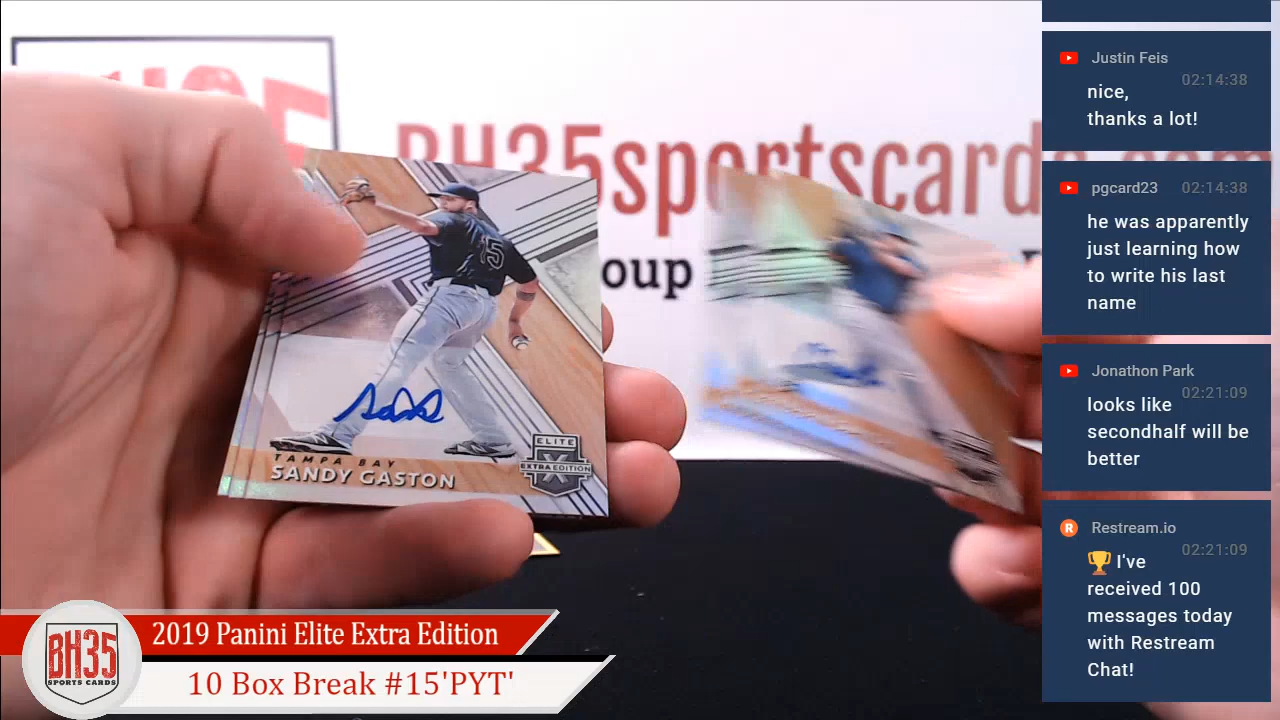 BH35sportscards.com
oup
15
TAMPA BAY
SANDY GASTON
ELITE
X
EXTRA EDITION
BH35
SPORTS CARDS
2019 Panini Elite Extra Edition
10 Box Break #15'PYT'
Justin Feis
02:14:38
nice,
thanks a lot!
pgcard23 02:14:38
he was apparently
just learning how
to write his last
name
Jonathon Park
02:21:09
looks like
secondhalf will be
better
R Restream.io
02:21:09
🏆 I've
received 100
messages today
with Restream
Chat!